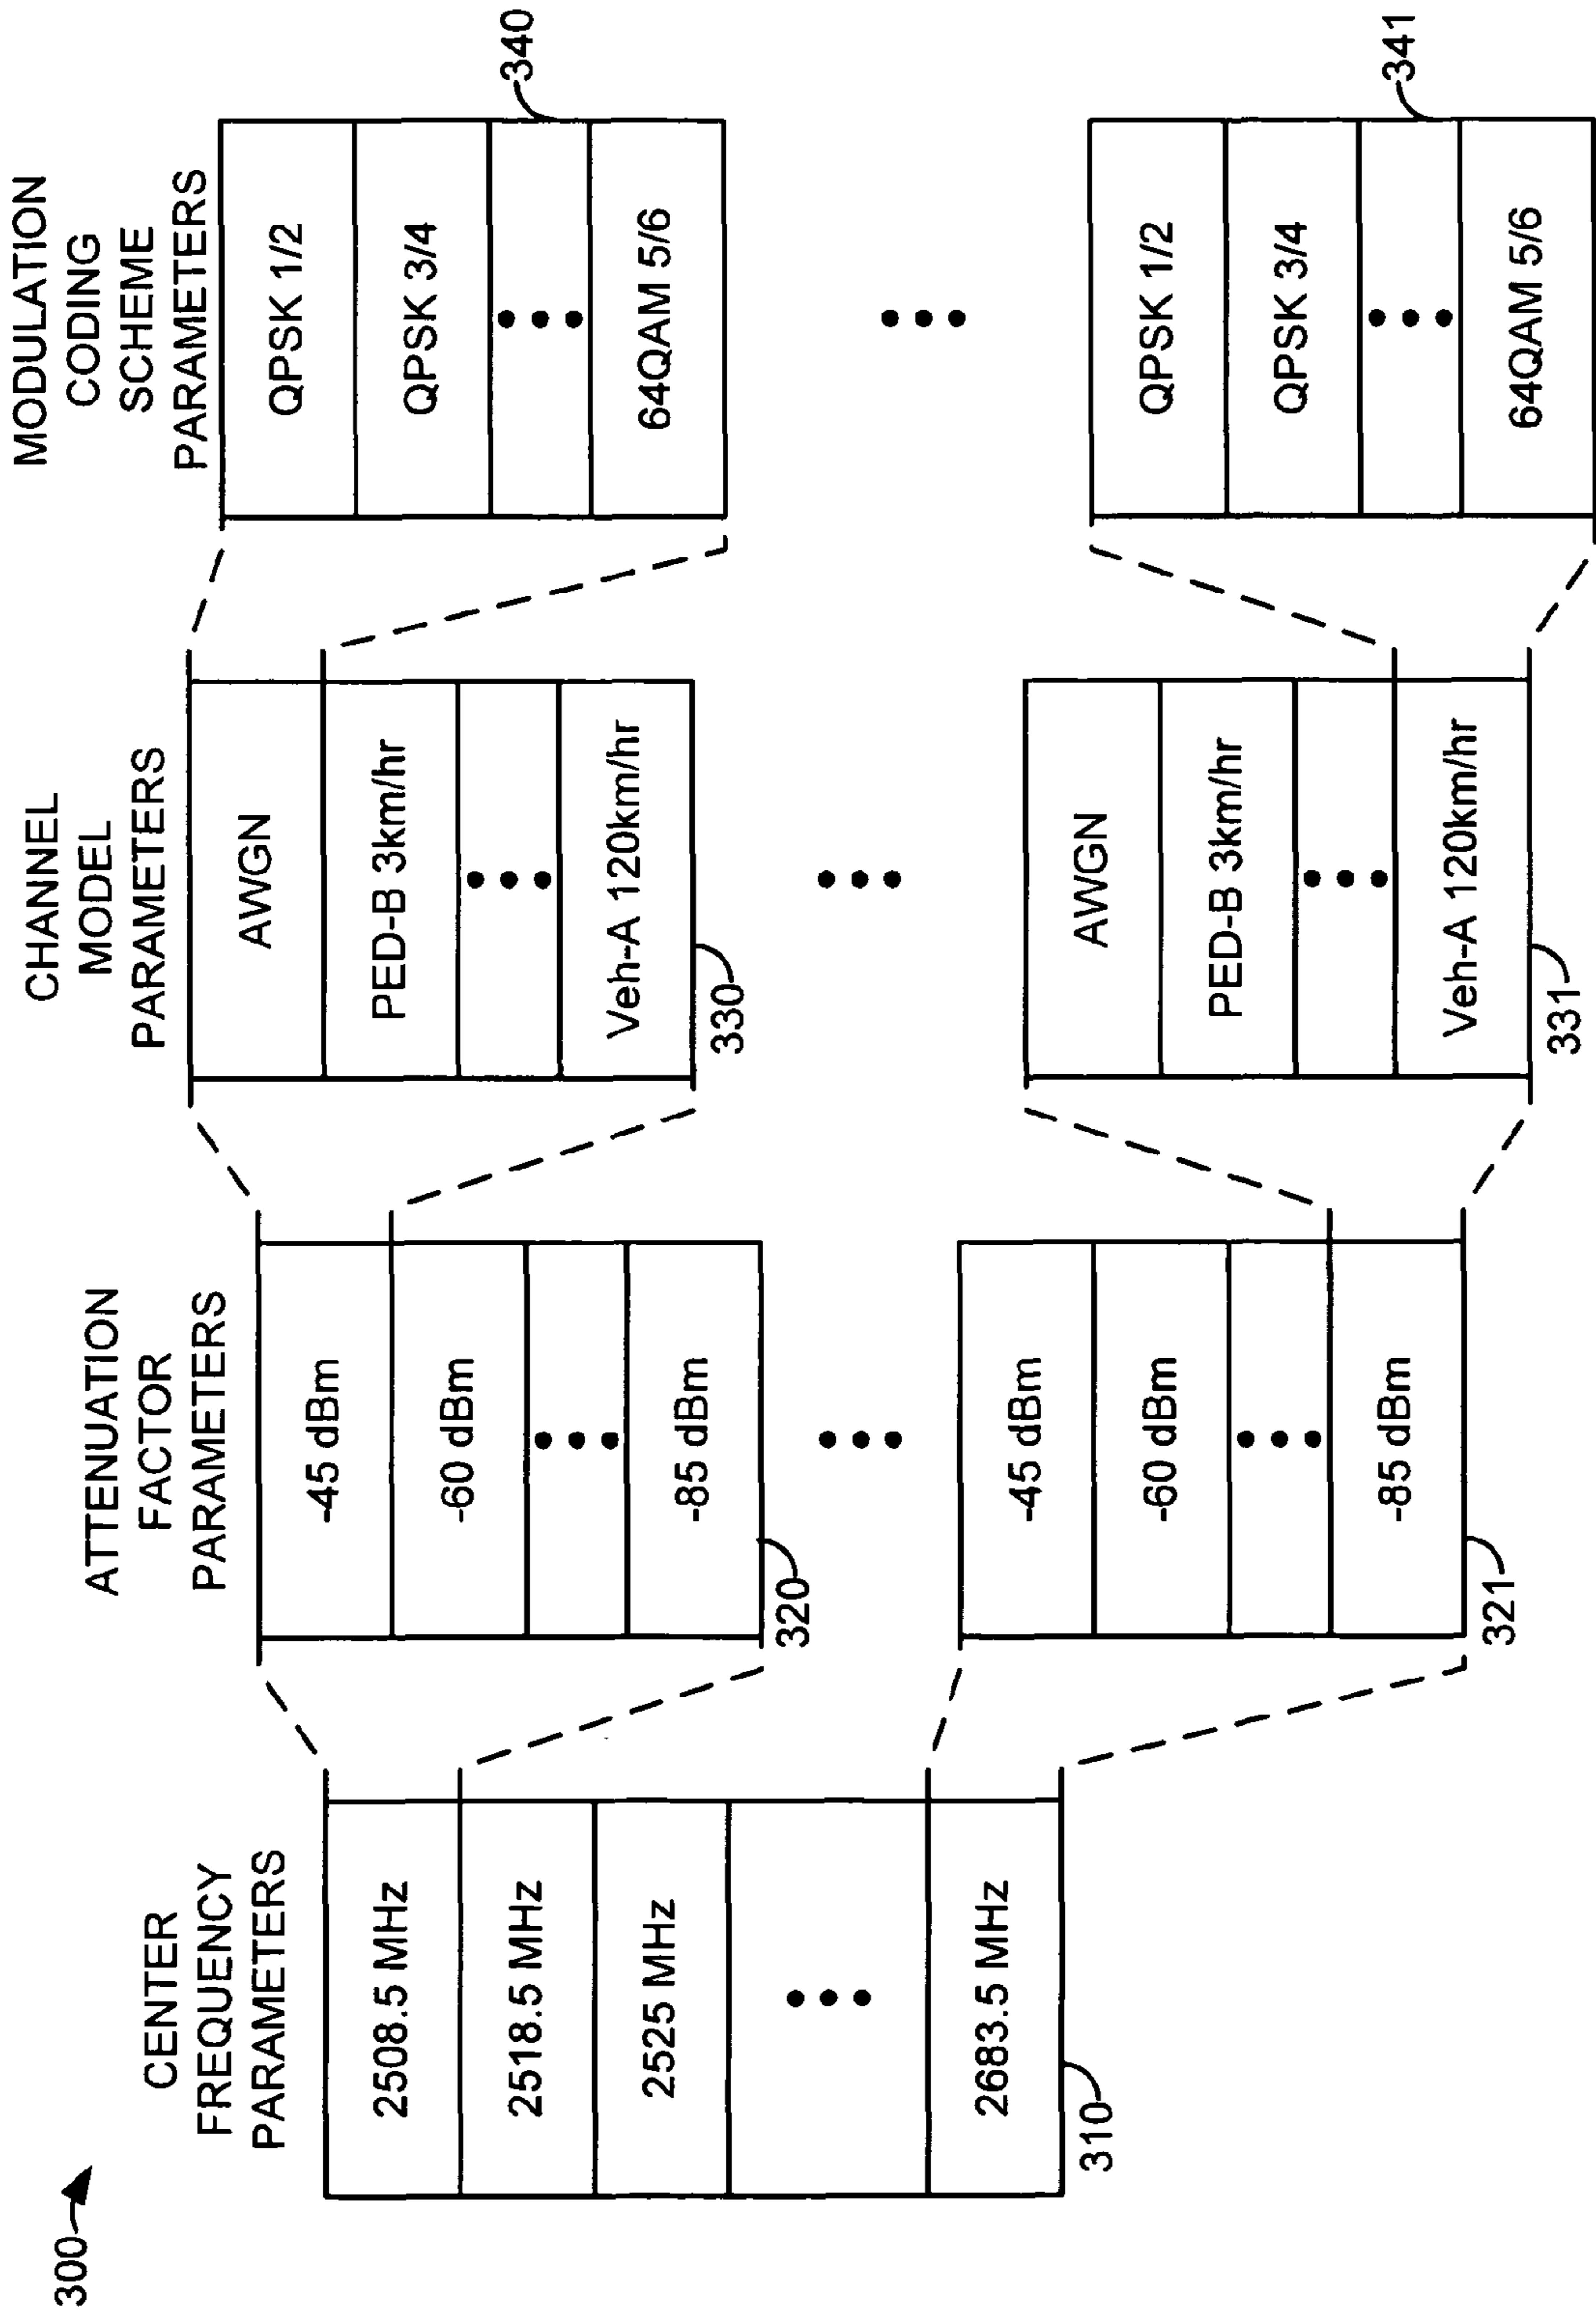 300
CENTER
FREQUENCY
PARAMETERS
2508.5 MHz
2518.5 MHz
2525 MHz
2683.5 MHz
310
ATTENUATION
FACTOR
PARAMETERS
-45 dBm
-60 dBm
-85 dBm
320
-45 dBm
-60 dBm
-85 dBm
321
CHANNEL
MODEL
PARAMETERS
AWGN
PED-B 3km/hr
Veh-A 120km/hr
330
AWGN
PED-B 3km/hr
Veh-A 120km/hr
331
MODULATION
CODING
SCHEME
PARAMETERS
QPSK 1/2
QPSK 3/4
64QAM 5/6
340
QPSK 1/2
QPSK 3/4
64QAM 5/6
341